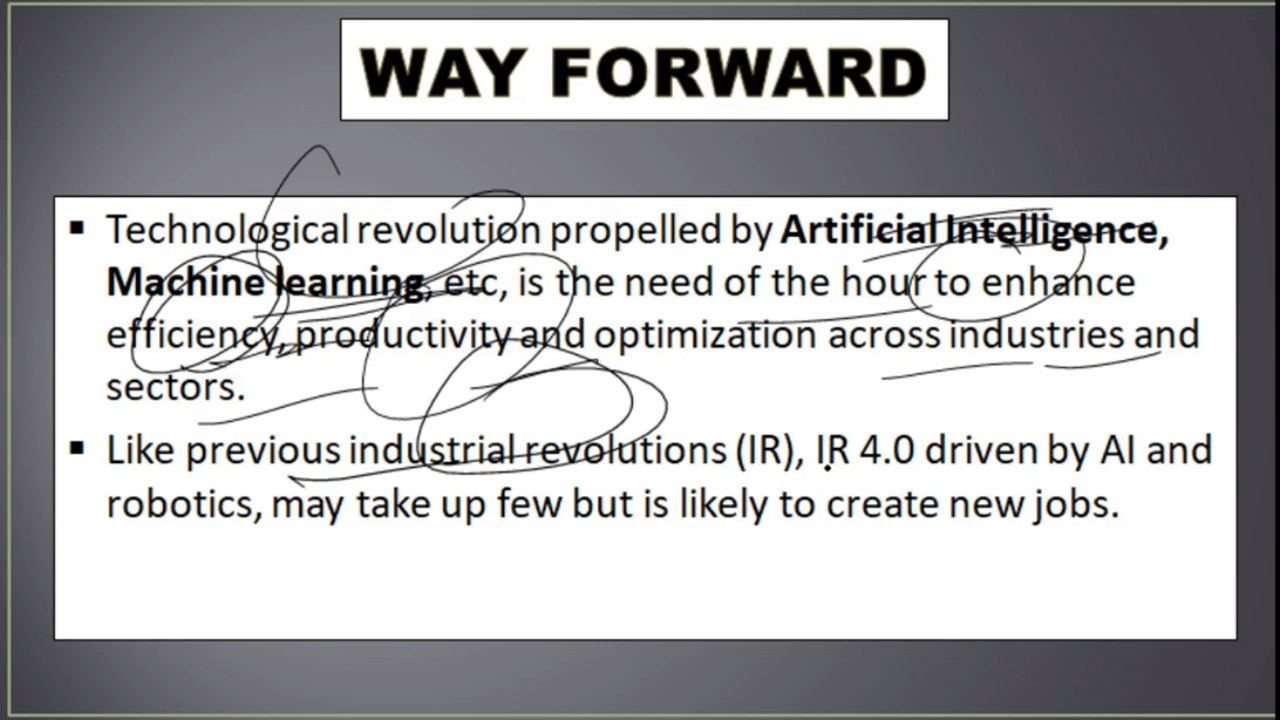 WAY FORWARD
▪ Technological revolution propelled by Artificial Intelligence,
Machine learning, etc, is the need of the hour to enhance
efficiency, productivity and optimization across industries and
sectors.
▪ Like previous industrial revolutions (IR), IR 4.0 driven by AI and
robotics, may take up few but is likely to create new jobs.